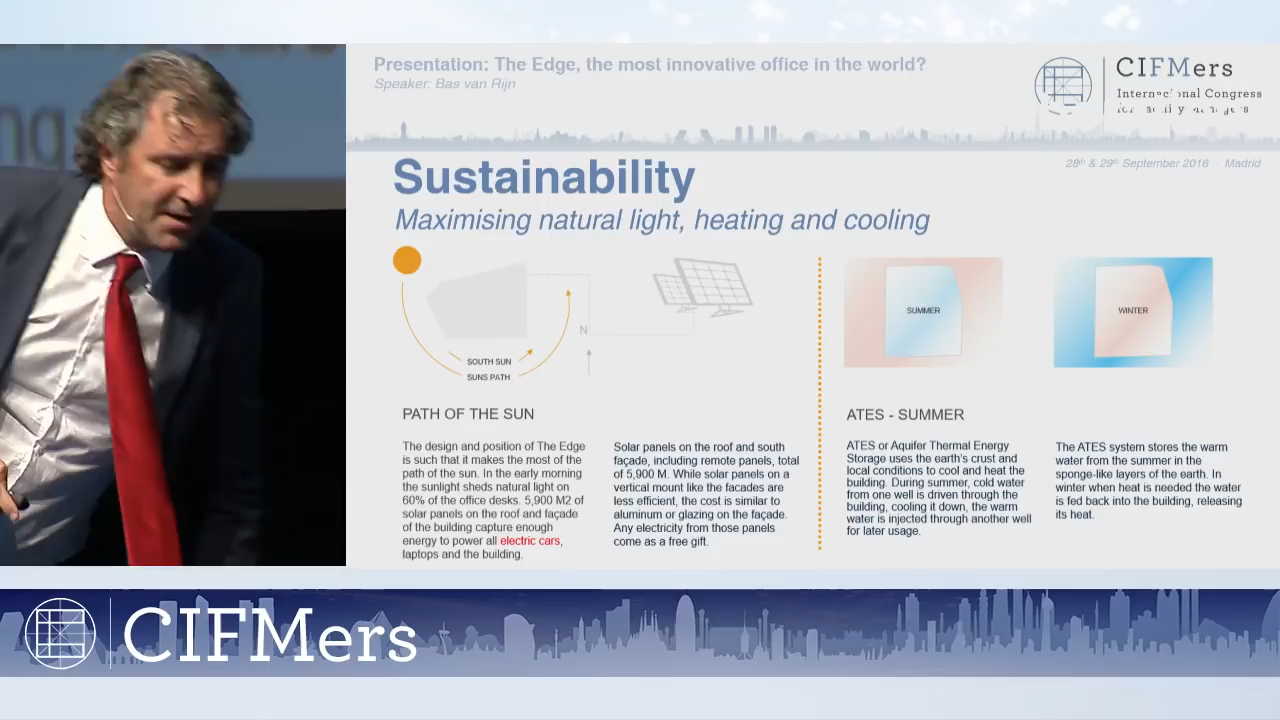 Presentation: The Edge, the most innovative office in the world?
Speaker: Bas van Rijn
CIFMers
International Congress
28th & 29th September 2016 · Madrid
Sustainability
Maximising natural light, heating and cooling
N
SOUTH SUN
SUNS PATH
SUMMER
WINTER
PATH OF THE SUN
The design and position of The Edge
is such that it makes the most of the
path of the sun. In the early morning
the sunlight sheds natural light on
60% of the office desks. 5,900 M2 of
solar panels on the roof and façade
of the building capture enough
energy to power all electric cars,
laptops and the building.
Solar panels on the roof and south
façade, including remote panels, total
of 5,900 M. While solar panels on a
vertical mount like the facades are
less efficient, the cost is similar to
aluminum or glazing on the façade.
Any electricity from those panels
come as a free gift.
ATES - SUMMER
ATES or Aquifer Thermal Energy
Storage uses the earth's crust and
local conditions to cool and heat the
building. During summer, cold water
from one well is driven through the
building, cooling it down, the warm
water is injected through another well
for later usage.
The ATES system stores the warm
water from the summer in the
sponge-like layers of the earth. In
winter when heat is needed the water
is fed back into the building, releasing
its heat.
CIFMers